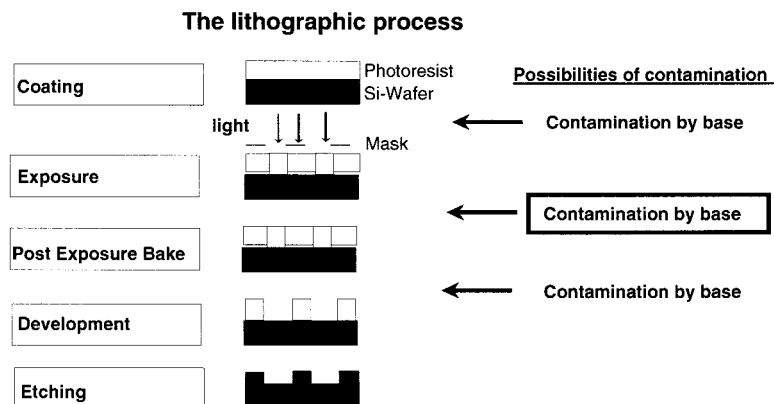 The lithographic process
Coating
Photoresist
Si-Wafer
Possibilities of contamination
light
Mask
Contamination by base
Exposure
Contamination by base
Post Exposure Bake
Contamination by base
Development
Etching